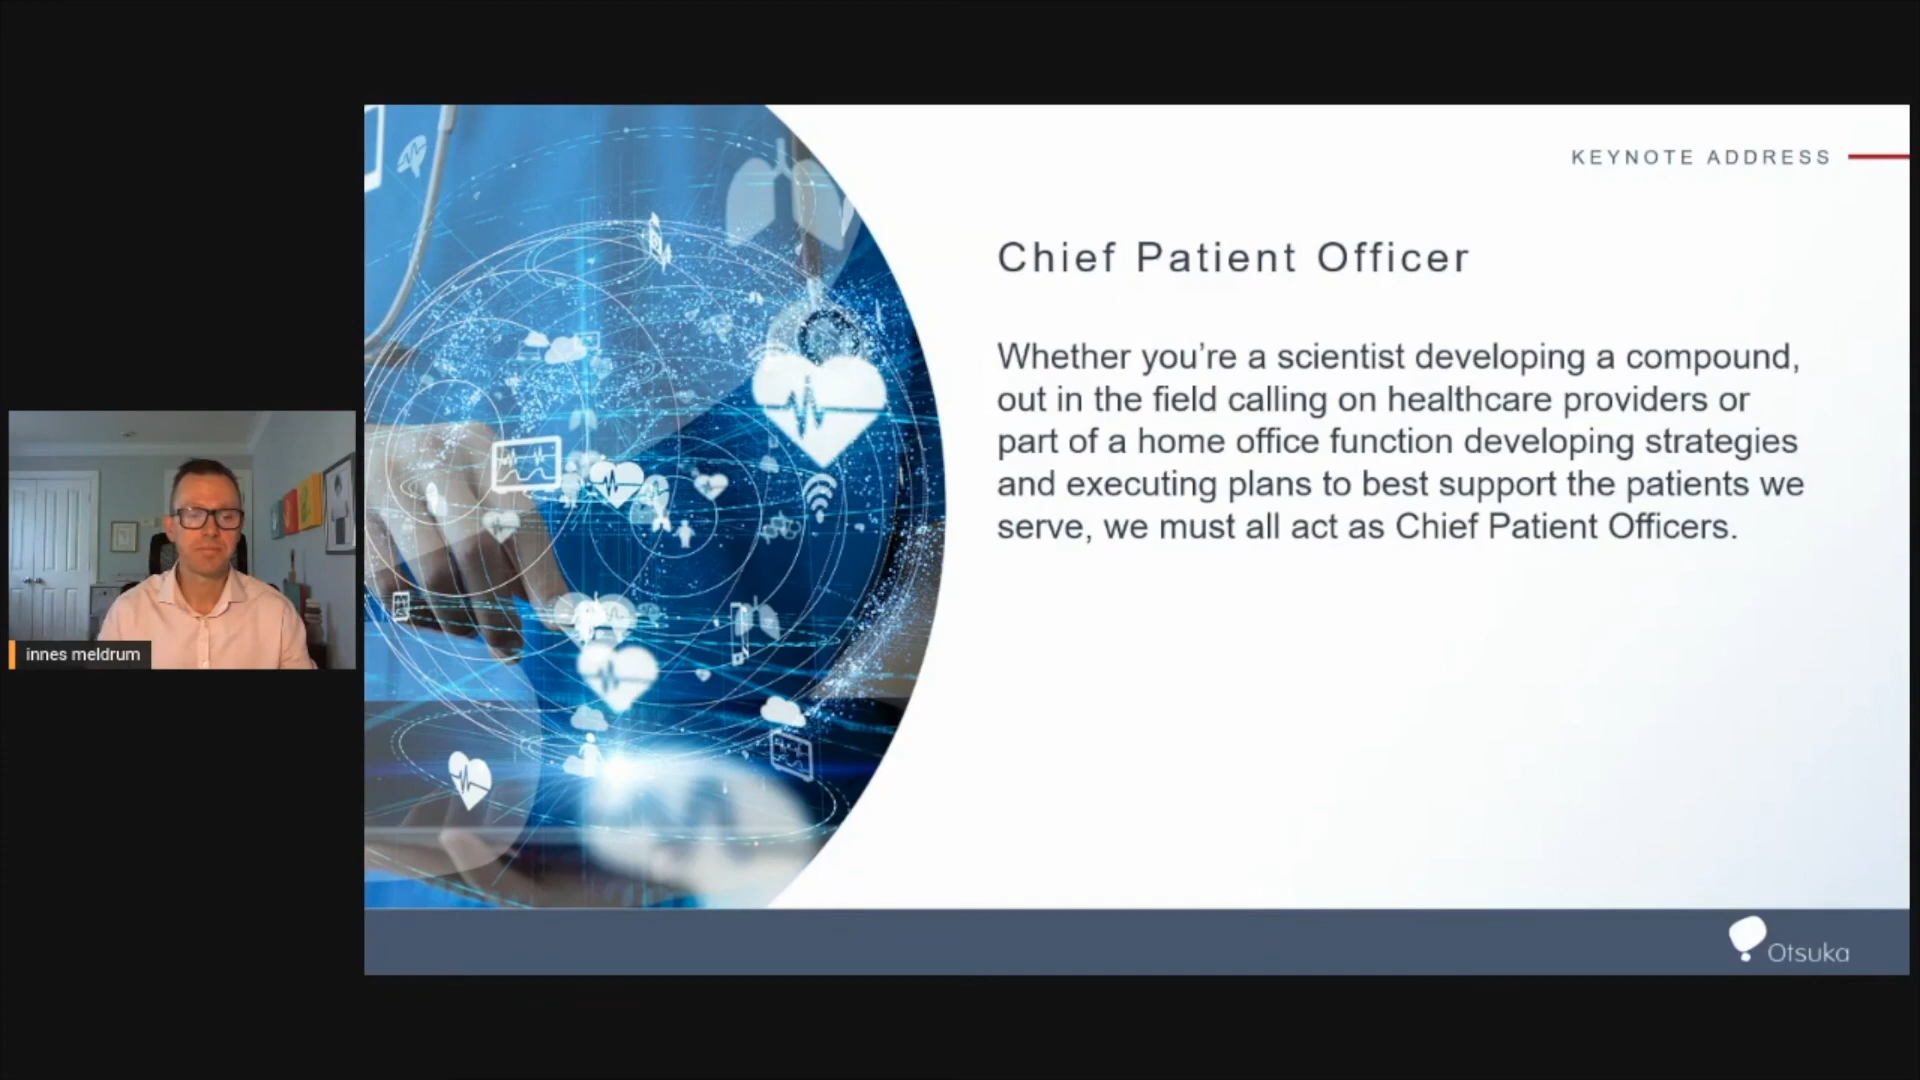 KEYNOTE ADDRESS
Chief Patient Officer
Whether you’re a scientist developing a compound,
out in the field calling on healthcare providers or
part of a home office function developing strategies
and executing plans to best support the patients we
serve, we must all act as Chief Patient Officers.
innes meldrum
Otsuka